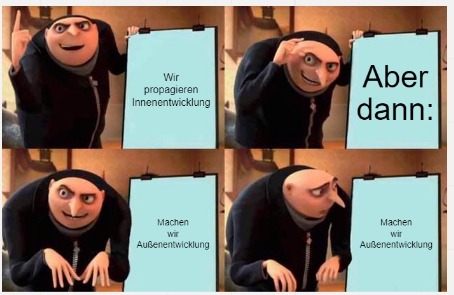 Wir
propagieren
Innenentwicklung
Aber
dann:
Machen
wir
Außenentwicklung
Machen
wir
Außenentwicklung